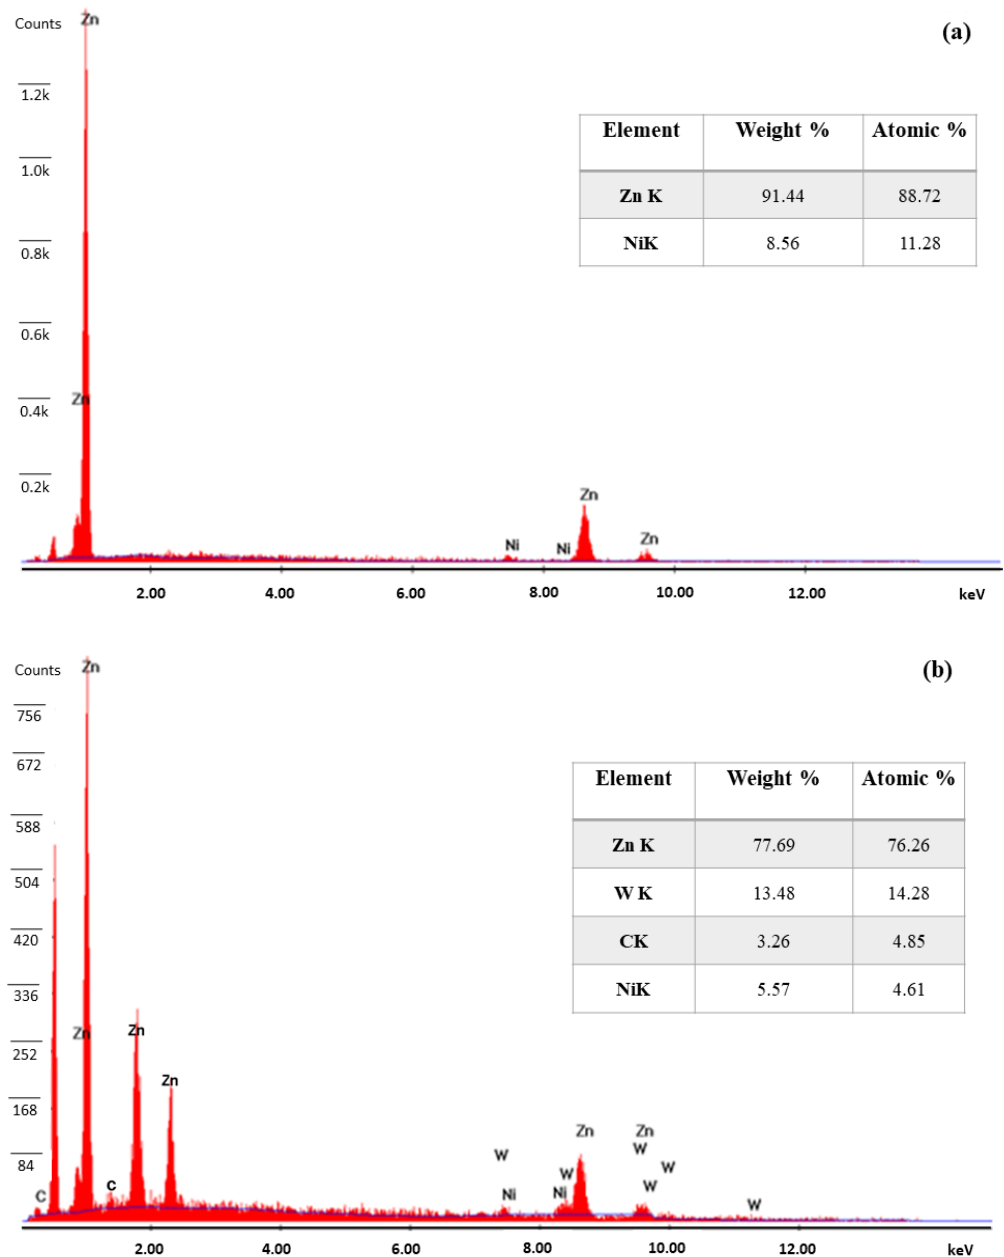 Counts
Zn
(a)
1.2k
1.0k
0.8k
0.6k
0.4k
0.2k
Zn
Element Weight % Atomic %
Zn K 91.44 88.72
NiK 8.56 11.28
Ni
Ni
Zn
Zn
2.00 4.00 6.00 8.00 10.00 12.00 keV
Counts
Zn
(b)
756
672
588
504
420
336
252
168
84
Element Weight % Atomic %
Zn K 77.69 76.26
W K 13.48 14.28
CK 3.26 4.85
NiK 5.57 4.61
C
Zn
C
Zn
Zn
W
Ni
Ni
W
Zn
Zn
W
W
W
W
2.00 4.00 6.00 8.00 10.00 12.00 keV